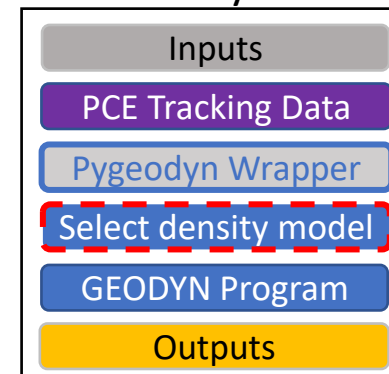 Inputs
PCE Tracking Data
Pygeodyn Wrapper
Select density model
GEODYN Program
Outputs